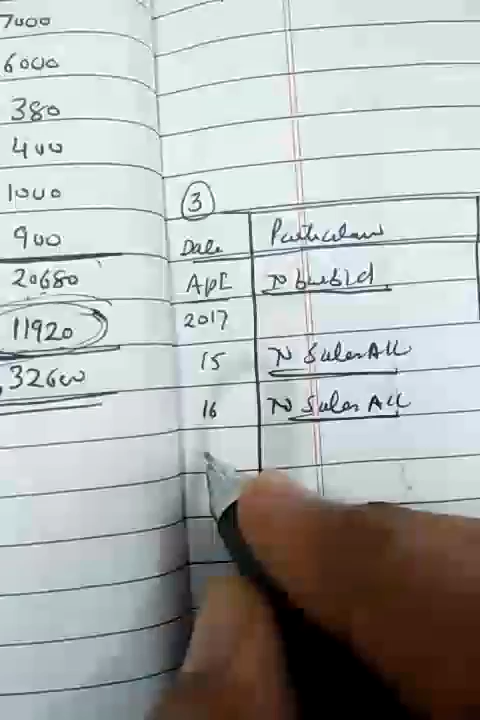 7000
6000
380
400
1000
900
20680
11920
32600
3
Date Particulars
Apl To bal b/d
2017
15 To Sales A/c
16 To Sales A/c